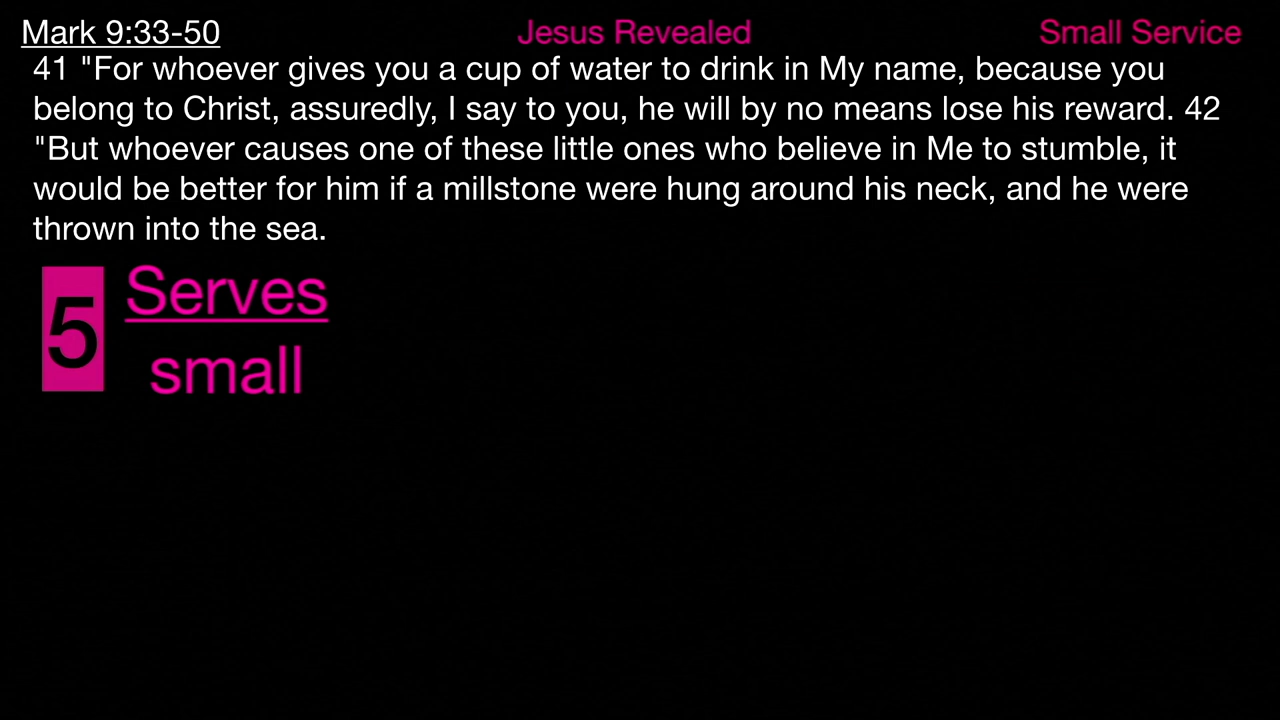 Mark 9:33-50 Jesus Revealed Small Service
41 "For whoever gives you a cup of water to drink in My name, because you
belong to Christ, assuredly, I say to you, he will by no means lose his reward. 42
"But whoever causes one of these little ones who believe in Me to stumble, it
would be better for him if a millstone were hung around his neck, and he were
thrown into the sea.
5 Serves
small